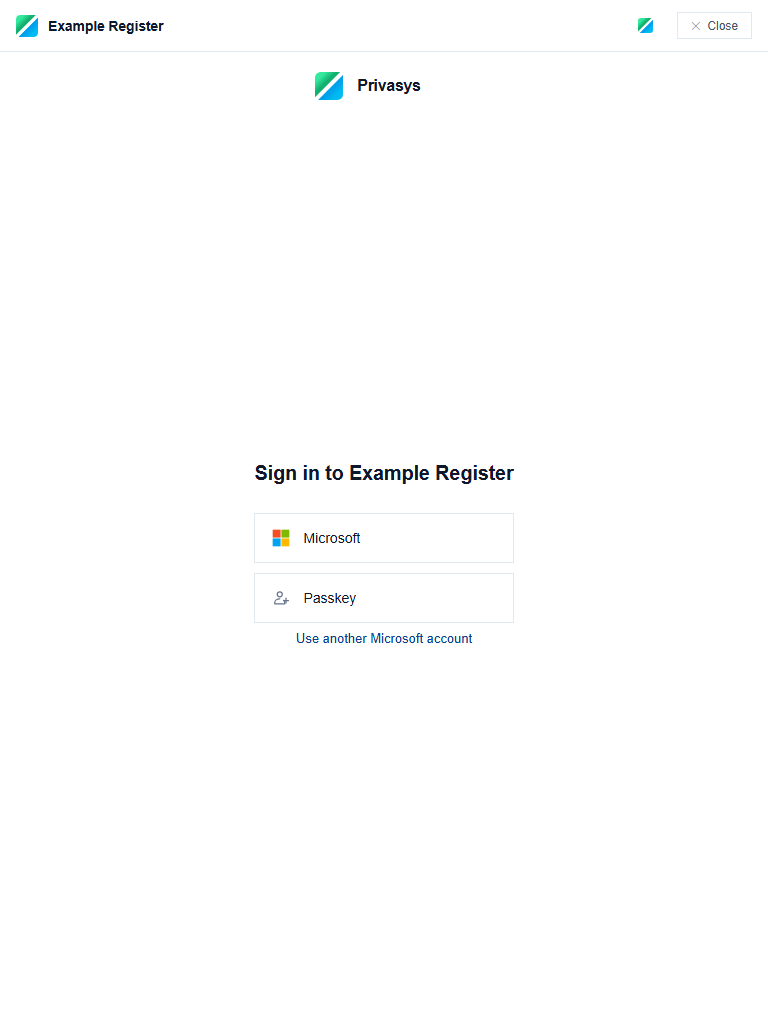 Example Register
Close
Privasys
Sign in to Example Register
Microsoft
Passkey
Use another Microsoft account